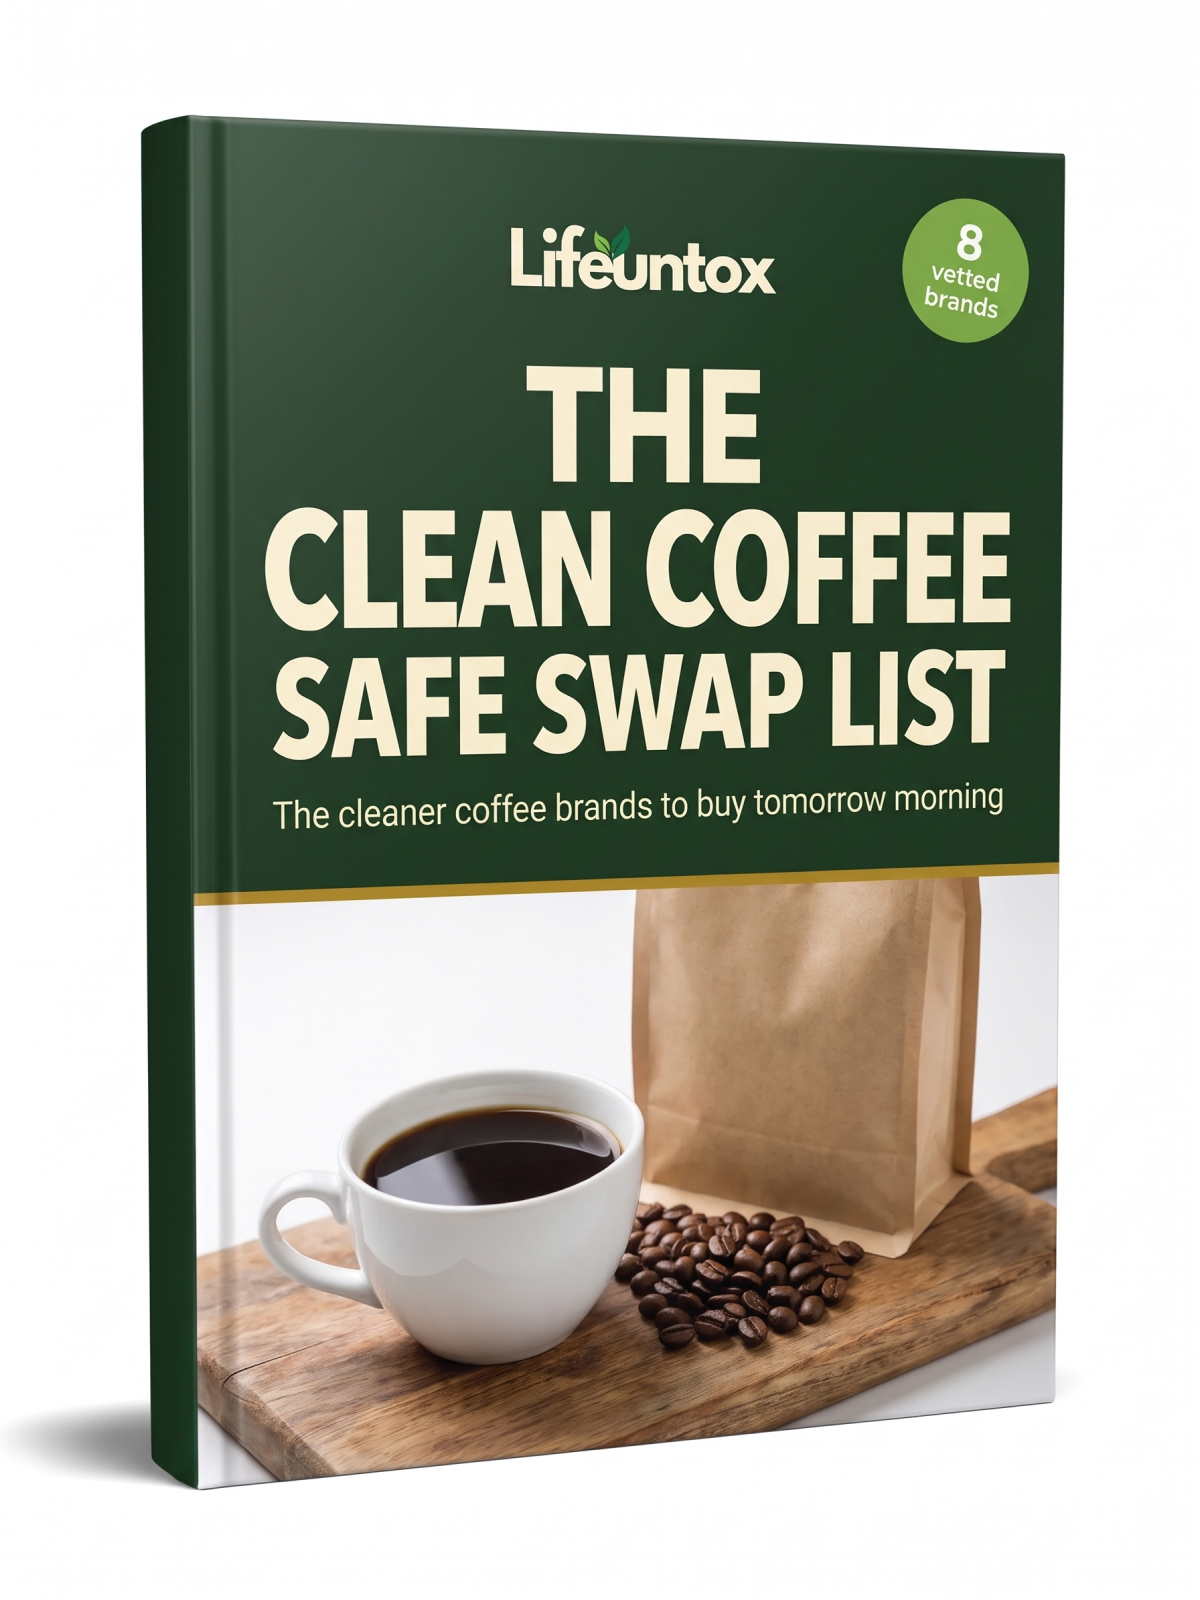 Lifeuntox
8
vetted
brands
THE
CLEAN COFFEE
SAFE SWAP LIST
The cleaner coffee brands to buy tomorrow morning